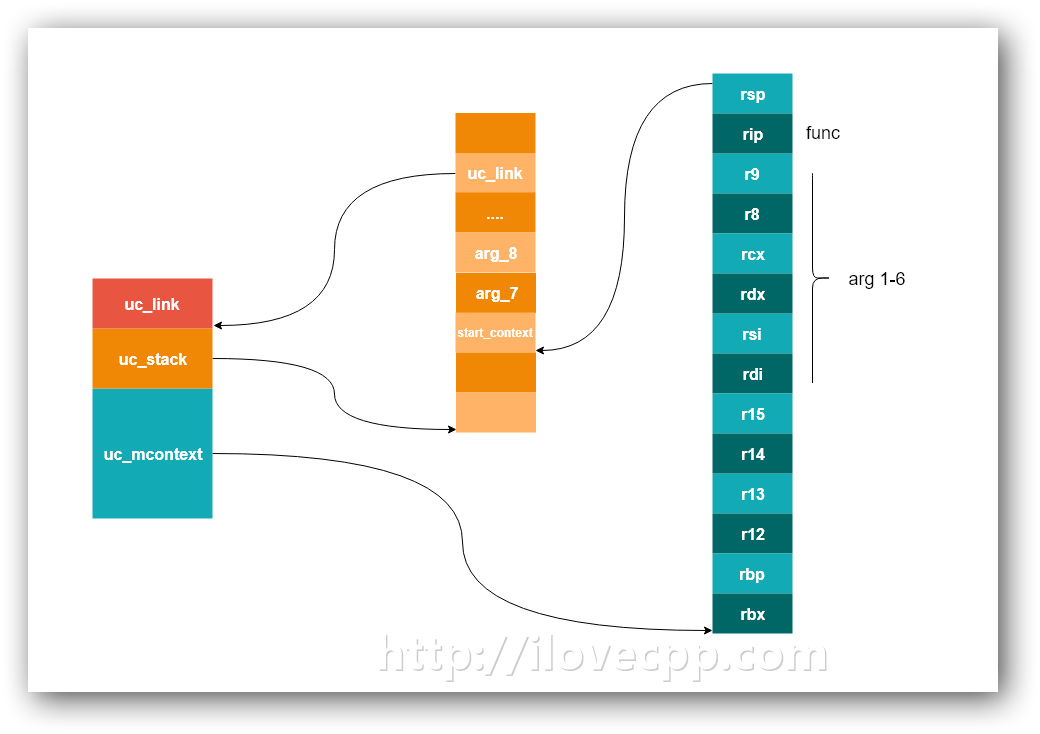 uc_link
uc_stack
uc_mcontext
uc_link
....
arg_8
arg_7
start_context
rsp
rip
r9
r8
rcx
rdx
rsi
rdi
r15
r14
r13
r12
rbp
rbx
func
arg 1-6
http://ilovecpp.com